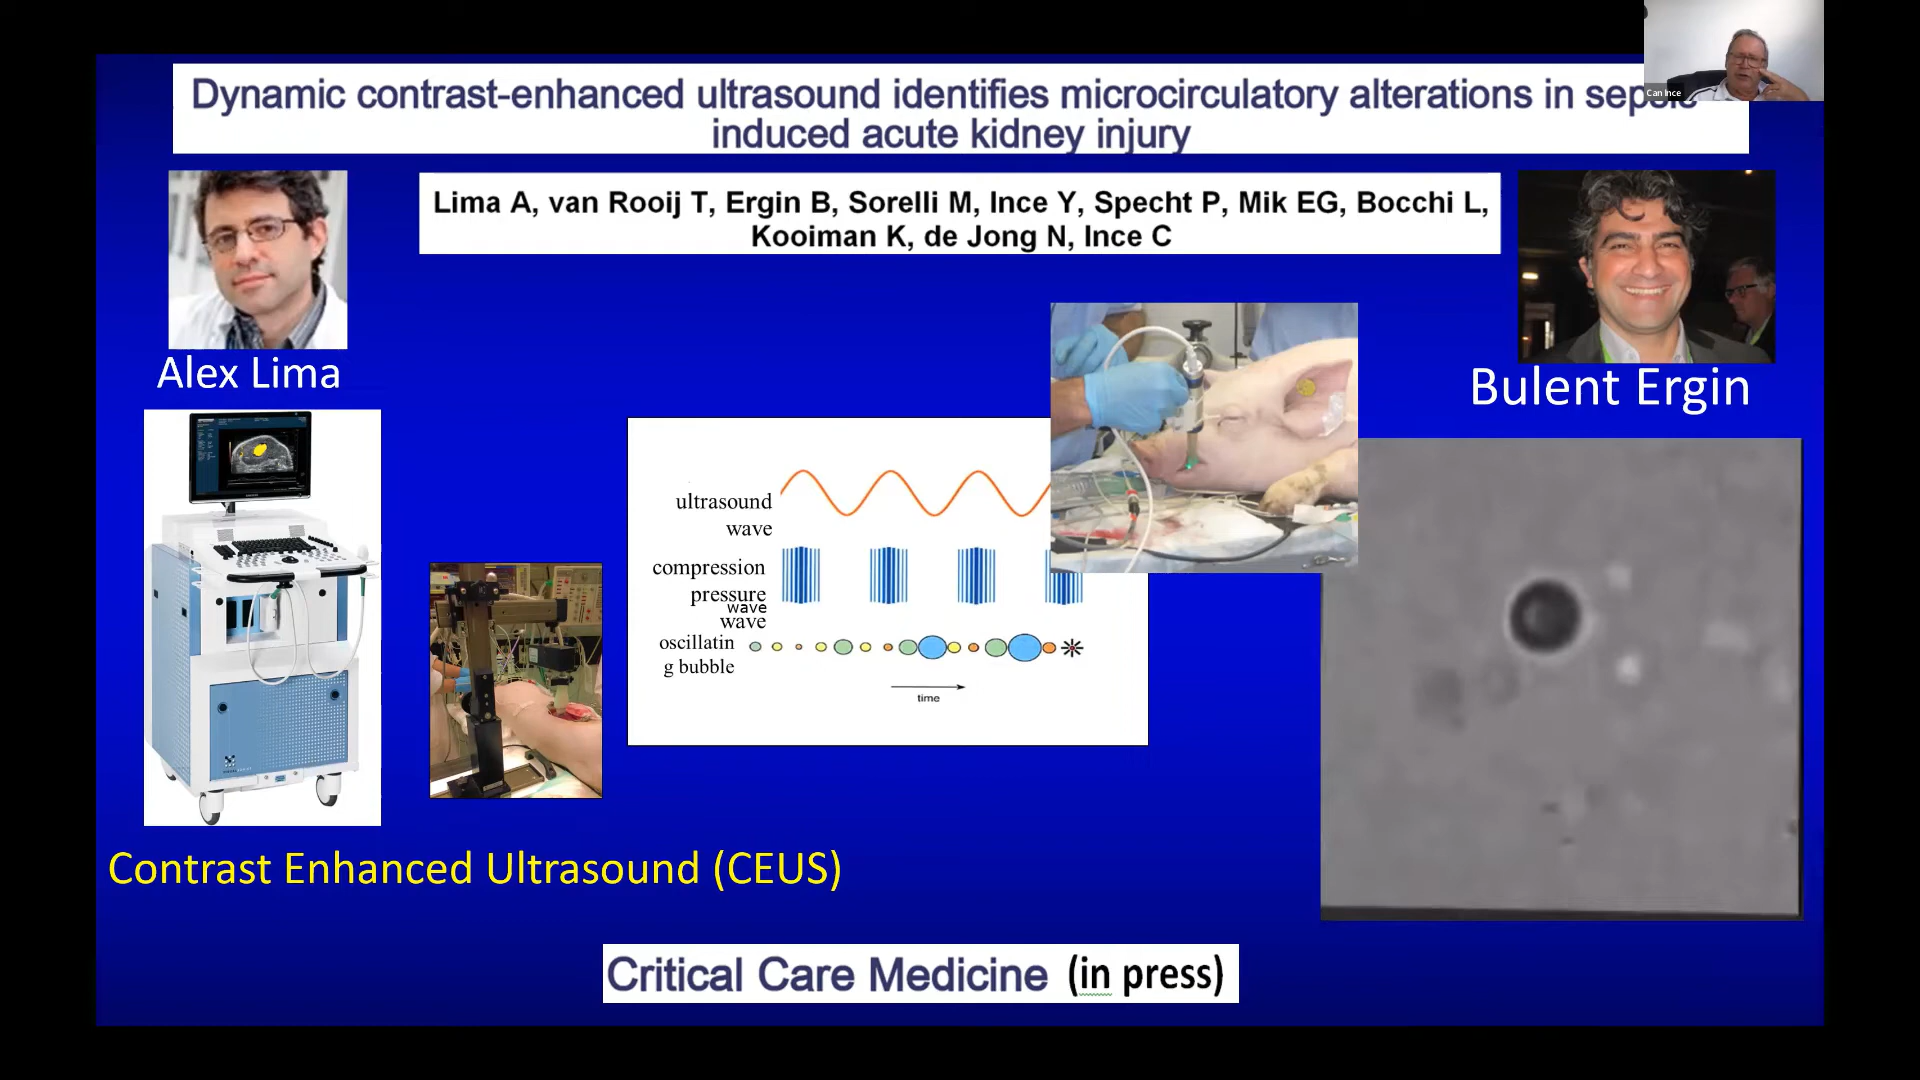 Dynamic contrast-enhanced ultrasound identifies microcirculatory alterations in
induced acute kidney injury
Can Ince
Lima A, van Rooij T, Ergin B, Sorelli M, Ince Y, Specht P, Mik EG, Bocchi L,
Kooiman K, de Jong N, Ince C
Alex Lima
Bulent Ergin
ultrasound
wave
compression
pressure
wave
wave
oscillatin
g bubble
time
Contrast Enhanced Ultrasound (CEUS)
Critical Care Medicine (in press)